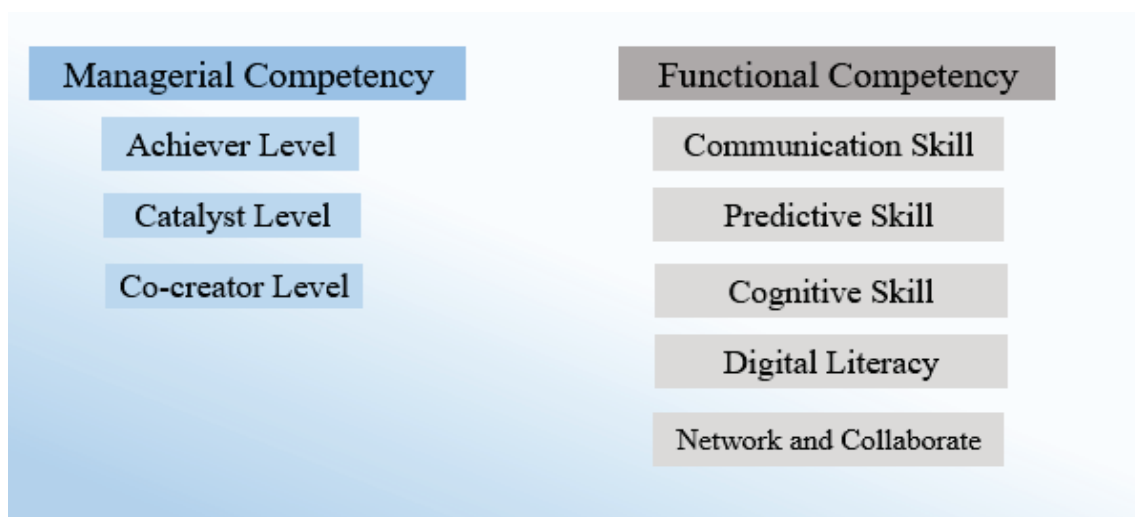 Managerial Competency
Achiever Level
Catalyst Level
Co-creator Level
Functional Competency
Communication Skill
Predictive Skill
Cognitive Skill
Digital Literacy
Network and Collaborate